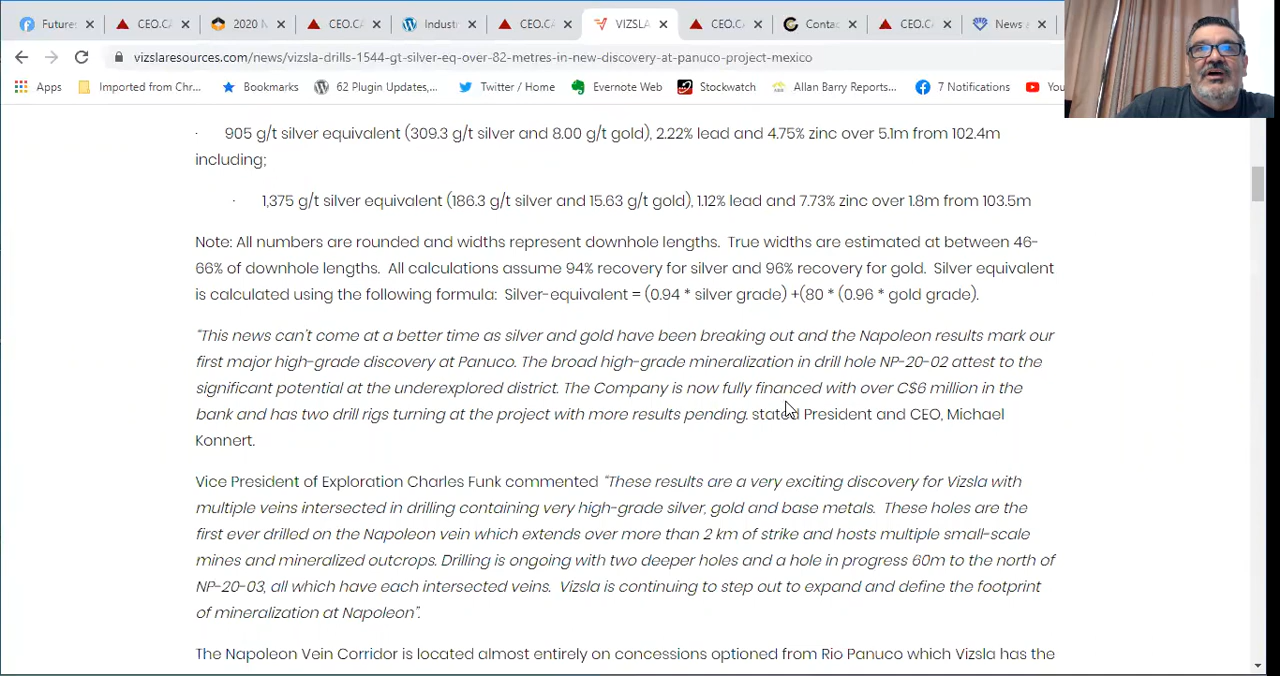 Future:
CEO.CA
2020 N
CEO.CA
Industr
CEO.CA
VIZSLA
CEO.CA
Contac
CEO.CA
News a
vizslaresources.com/news/vizsla-drills-1544-gt-silver-eq-over-82-metres-in-new-discovery-at-panuco-project-mexico
Apps
Imported from Chr...
Bookmarks
62 Plugin Updates,...
Twitter / Home
Evernote Web
Stockwatch
Allan Barry Reports...
7 Notifications
You
· 905 g/t silver equivalent (309.3 g/t silver and 8.00 g/t gold), 2.22% lead and 4.75% zinc over 5.1m from 102.4m
including;
· 1,375 g/t silver equivalent (186.3 g/t silver and 15.63 g/t gold), 1.12% lead and 7.73% zinc over 1.8m from 103.5m
Note: All numbers are rounded and widths represent downhole lengths. True widths are estimated at between 46-
66% of downhole lengths. All calculations assume 94% recovery for silver and 96% recovery for gold. Silver equivalent
is calculated using the following formula: Silver-equivalent = (0.94 * silver grade) +(80 * (0.96 * gold grade).
“This news can’t come at a better time as silver and gold have been breaking out and the Napoleon results mark our
first major high-grade discovery at Panuco. The broad high-grade mineralization in drill hole NP-20-02 attest to the
significant potential at the underexplored district. The Company is now fully financed with over C$6 million in the
bank and has two drill rigs turning at the project with more results pending. stated President and CEO, Michael
Konnert.
Vice President of Exploration Charles Funk commented “These results are a very exciting discovery for Vizsla with
multiple veins intersected in drilling containing very high-grade silver, gold and base metals. These holes are the
first ever drilled on the Napoleon vein which extends over more than 2 km of strike and hosts multiple small-scale
mines and mineralized outcrops. Drilling is ongoing with two deeper holes and a hole in progress 60m to the north of
NP-20-03, all which have each intersected veins. Vizsla is continuing to step out to expand and define the footprint
of mineralization at Napoleon”.
The Napoleon Vein Corridor is located almost entirely on concessions optioned from Rio Panuco which Vizsla has the